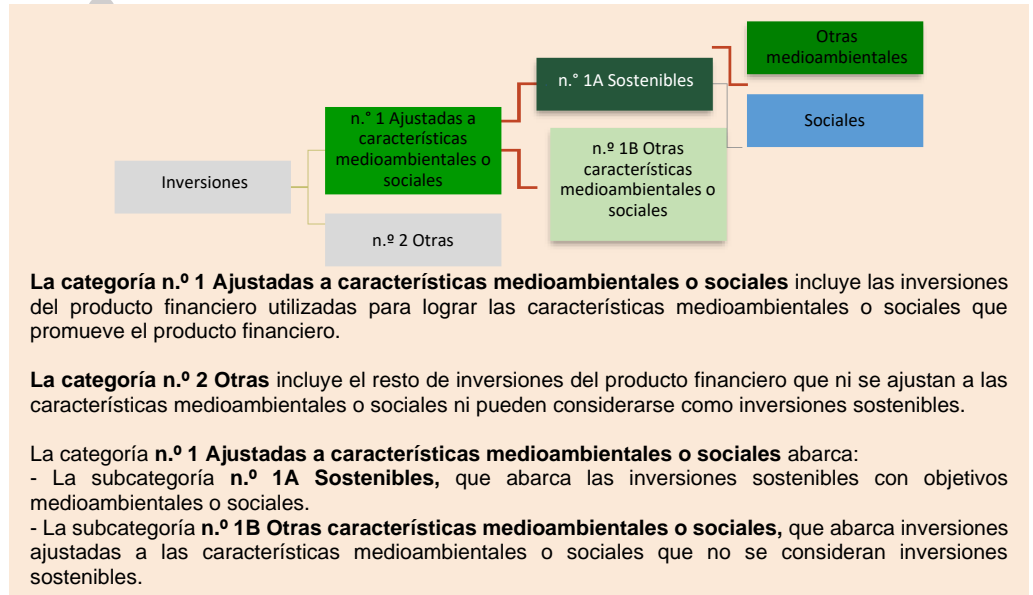 Otras
medioambientales
n.° 1A Sostenibles
Sociales
n.° 1 Ajustadas a
características
medioambientales o
sociales
n.º 1B Otras
características
medioambientales o
sociales
Inversiones
n.º 2 Otras
La categoría n.º 1 Ajustadas a características medioambientales o sociales incluye las inversiones
del producto financiero utilizadas para lograr las características medioambientales o sociales que
promueve el producto financiero.
La categoría n.º 2 Otras incluye el resto de inversiones del producto financiero que ni se ajustan a las
características medioambientales o sociales ni pueden considerarse como inversiones sostenibles.
La categoría n.º 1 Ajustadas a características medioambientales o sociales abarca:
- La subcategoría n.º 1A Sostenibles, que abarca las inversiones sostenibles con objetivos
medioambientales o sociales.
- La subcategoría n.º 1B Otras características medioambientales o sociales, que abarca inversiones
ajustadas a las características medioambientales o sociales que no se consideran inversiones
sostenibles.